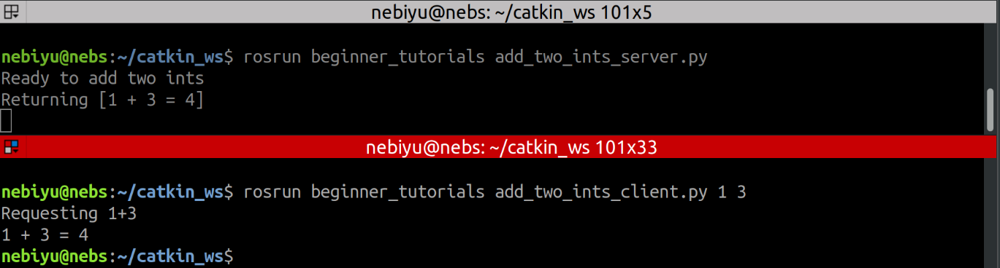 nebiyu@nebs: ~/catkin_ws 101x5
nebiyu@nebs:~/catkin_ws$ rosrun beginner_tutorials add_two_ints_server.py
Ready to add two ints
Returning [1 + 3 = 4]
nebiyu@nebs: ~/catkin_ws 101x33
nebiyu@nebs:~/catkin_ws$ rosrun beginner_tutorials add_two_ints_client.py 1 3
Requesting 1+3
1 + 3 = 4
nebiyu@nebs:~/catkin_ws$